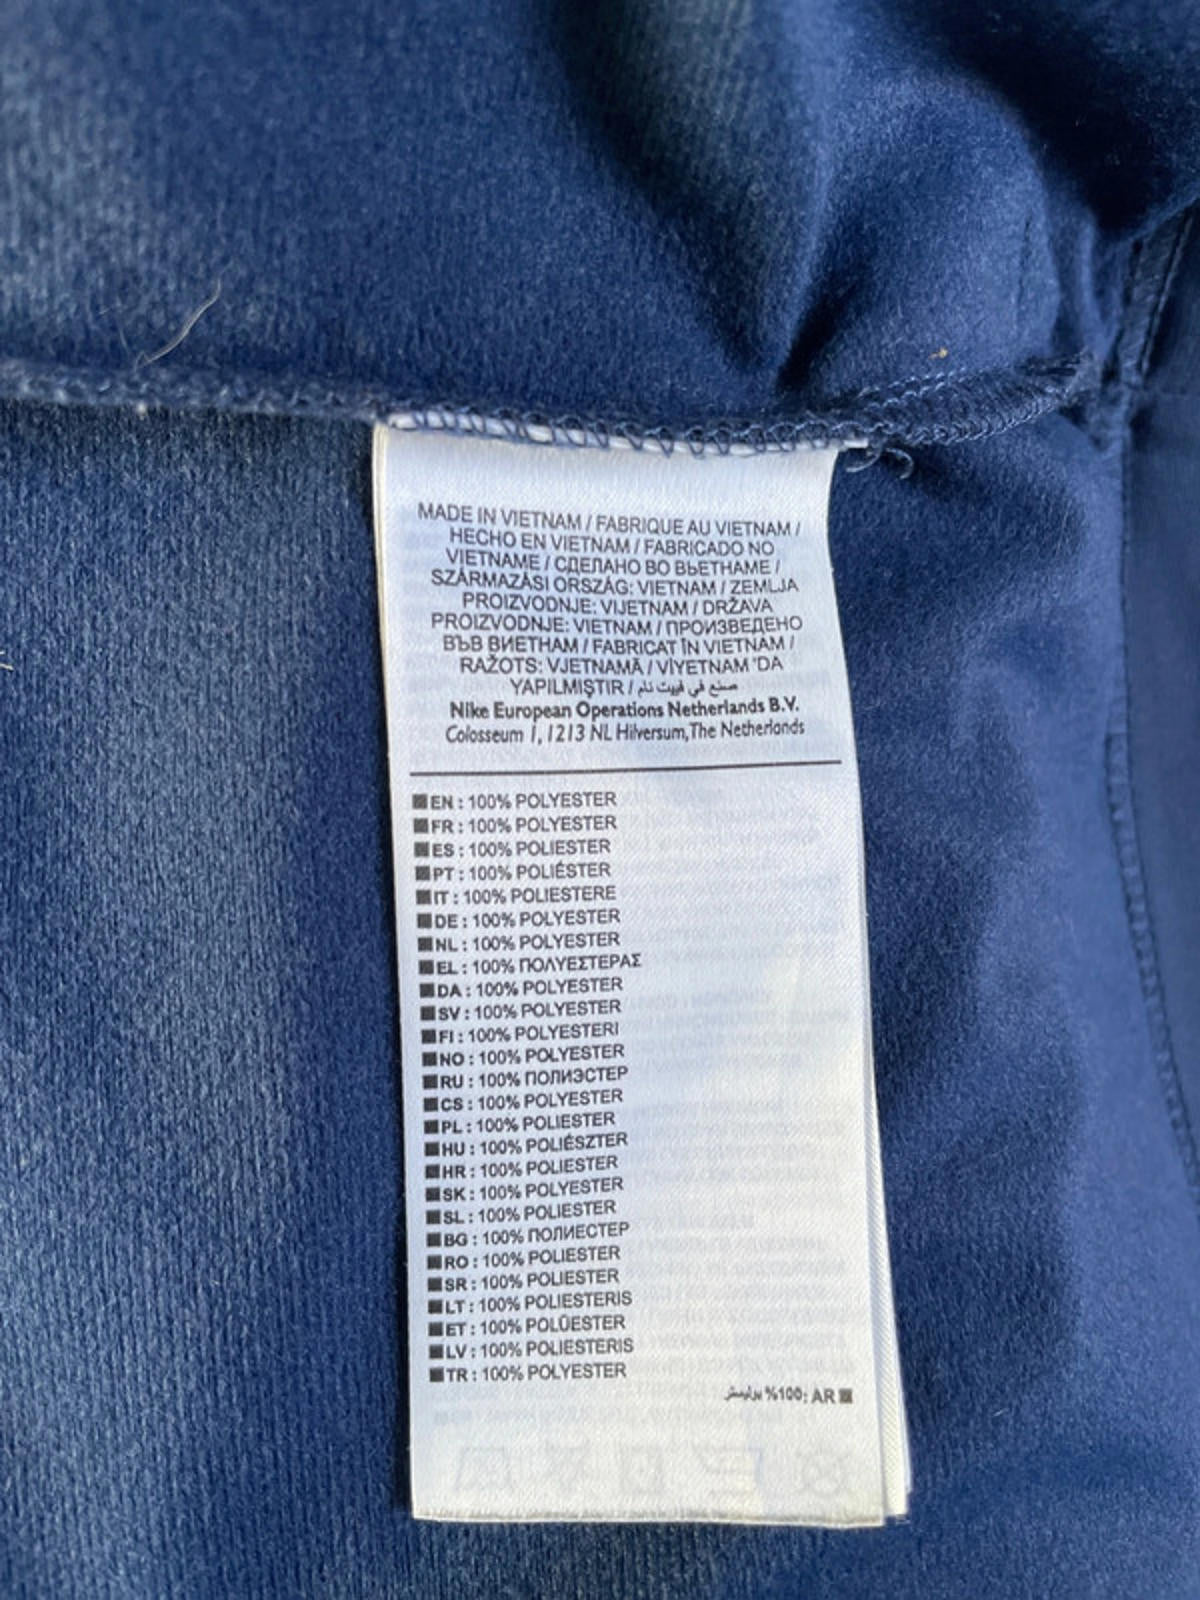 MADE IN VIETNAM / FABRIQUE AU VIETNAM /
HECHO EN VIETNAM / FABRICADO NO
VIETNAME / СДЕЛАНО ВО ВЬЕТНАМЕ /
SZÁRMAZÁSI ORSZÁG: VIETNAM / ZEMLJA
PROIZVODNJE: VIJETNAM / DRŽAVA
PROIZVODNJE: VIETNAM / ПРОИЗВЕДЕНО
ВЪВ ВИЕТНАМ / FABRICAT ÎN VIETNAM /
RAŽOTS: VJETNAMĀ / VİYETNAM 'DA
YAPILMIŞTIR / صنع في فييت نام
Nike European Operations Netherlands B.V.
Colosseum 1, 1213 NL Hilversum, The Netherlands
EN : 100% POLYESTER
FR : 100% POLYESTER
ES : 100% POLIESTER
PT : 100% POLIÉSTER
IT : 100% POLIESTERE
DE : 100% POLYESTER
NL : 100% POLYESTER
EL : 100% ΠΟΛΥΕΣΤΕΡΑΣ
DA : 100% POLYESTER
SV : 100% POLYESTER
FI : 100% POLYESTERI
NO : 100% POLYESTER
RU : 100% ПОЛИЭСТЕР
CS : 100% POLYESTER
PL : 100% POLIESTER
HU : 100% POLIÉSZTER
HR : 100% POLIESTER
SK : 100% POLYESTER
SL : 100% POLIESTER
BG : 100% ПОЛИЕСТЕР
RO : 100% POLIESTER
SR : 100% POLIESTER
LT : 100% POLIESTERIS
ET : 100% POLÜESTER
LV : 100% POLIESTERIS
TR : 100% POLYESTER
AR :100% بوليستر